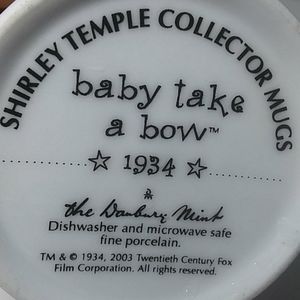 SHIRLEY TEMPLE COLLECTOR MUGS
baby take
a bow™
☆ 1934 ☆
the Danbury Mint
Dishwasher and microwave safe
fine porcelain.
TM & © 1934, 2003 Twentieth Century Fox
Film Corporation. All rights reserved.